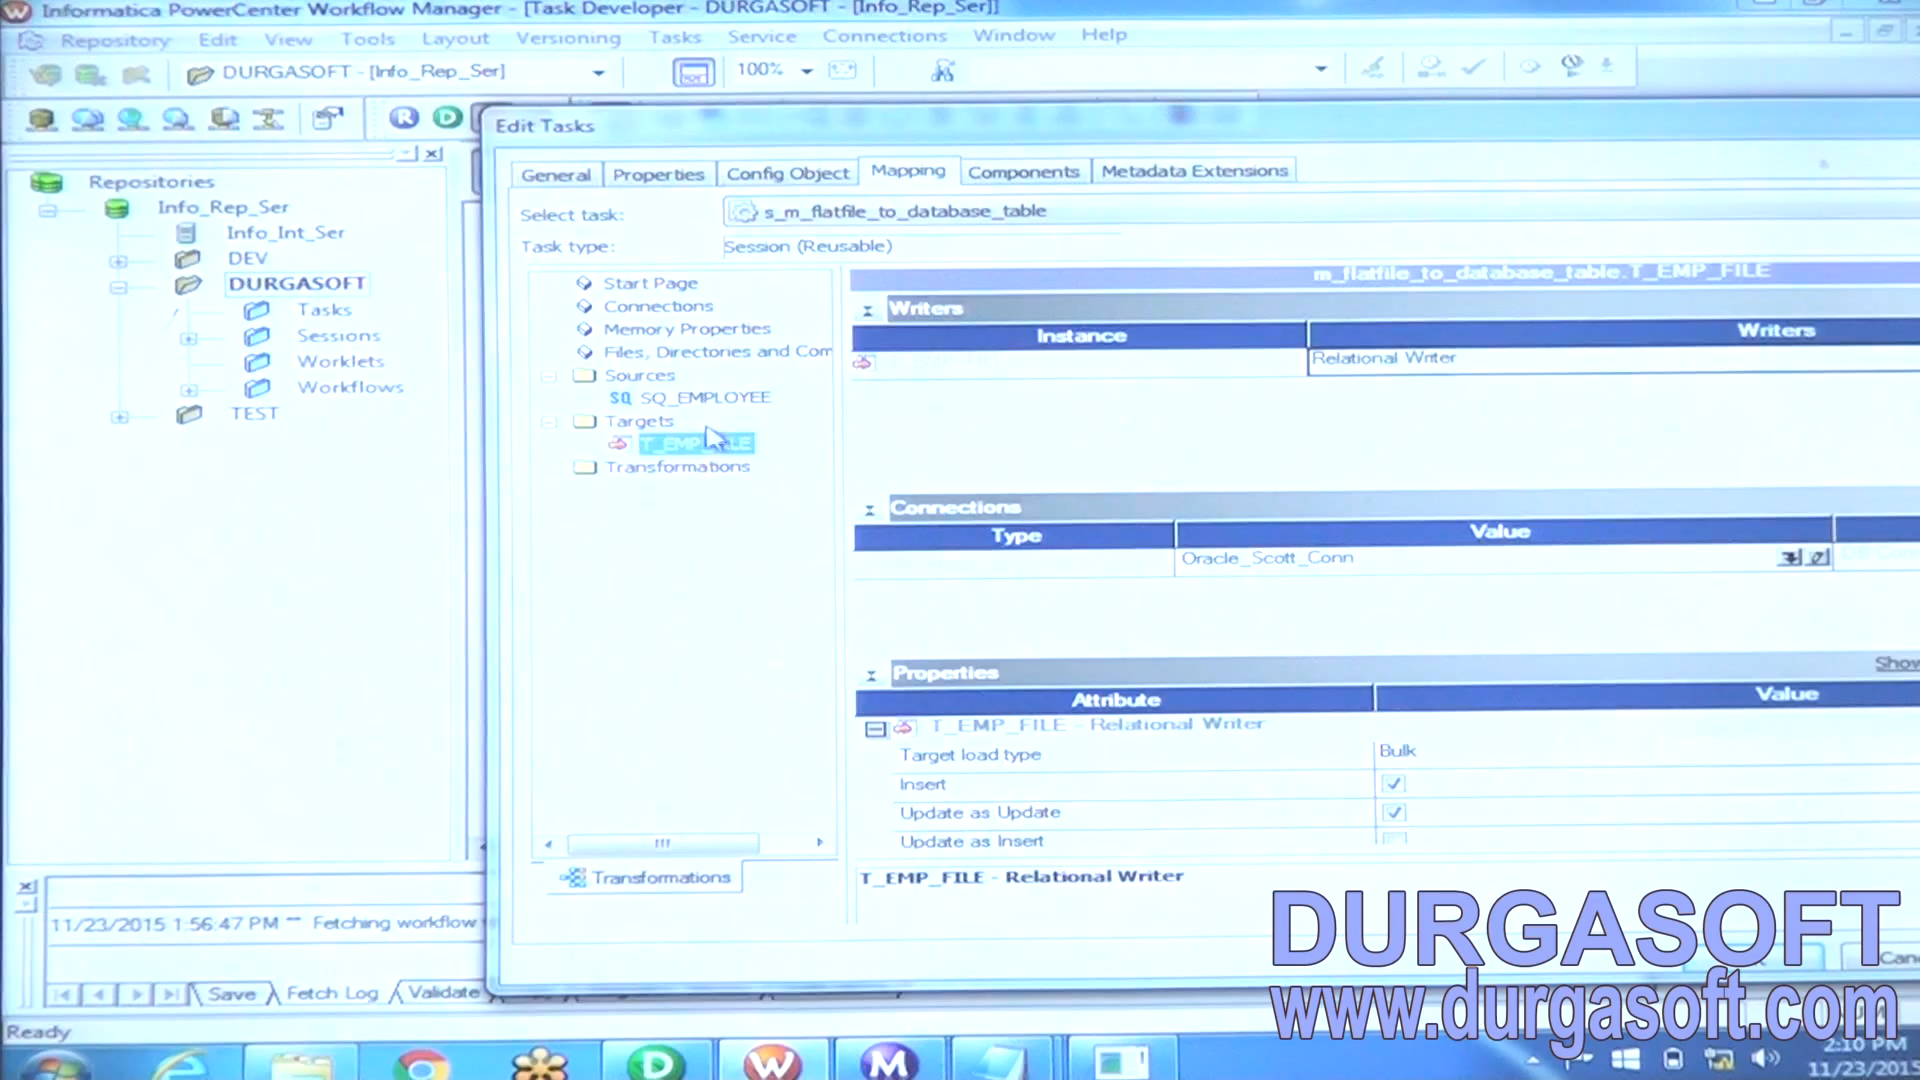 Informatica PowerCenter Workflow Manager - [Task Developer - DURGASOFT - [Info_Rep_Ser]]
Repository Edit View Tools Layout Versioning Tasks Service Connections Window Help
DURGASOFT - [Info_Rep_Ser] 100%
R D
Edit Tasks
General Properties Config Object Mapping Components Metadata Extensions
Select task: s_m_flatfile_to_database_table
Task type: Session (Reusable)
Repositories
Info_Rep_Ser
Info_Int_Ser
DEV
DURGASOFT
Tasks
Sessions
Worklets
Workflows
TEST
Start Page
Connections
Memory Properties
Files, Directories and Com
Sources
SQ SQ_EMPLOYEE
Targets
Transformations
Transformations
m_flatfile_to_database_table.T_EMP_FILE
Writers
Instance Writers
Relational Writer
Connections
Type Value
Oracle_Scott_Conn
Properties Show
Attribute Value
T_EMP_FILE - Relational Writer
Target load type Bulk
Insert
Update as Update
Update as Insert
T_EMP_FILE - Relational Writer
Canc
11/23/2015 1:56:47 PM ** Fetching workflow
Save Fetch Log Validate
Ready
D W M
2:10 PM
11/23/2015
DURGASOFT
www.durgasoft.com